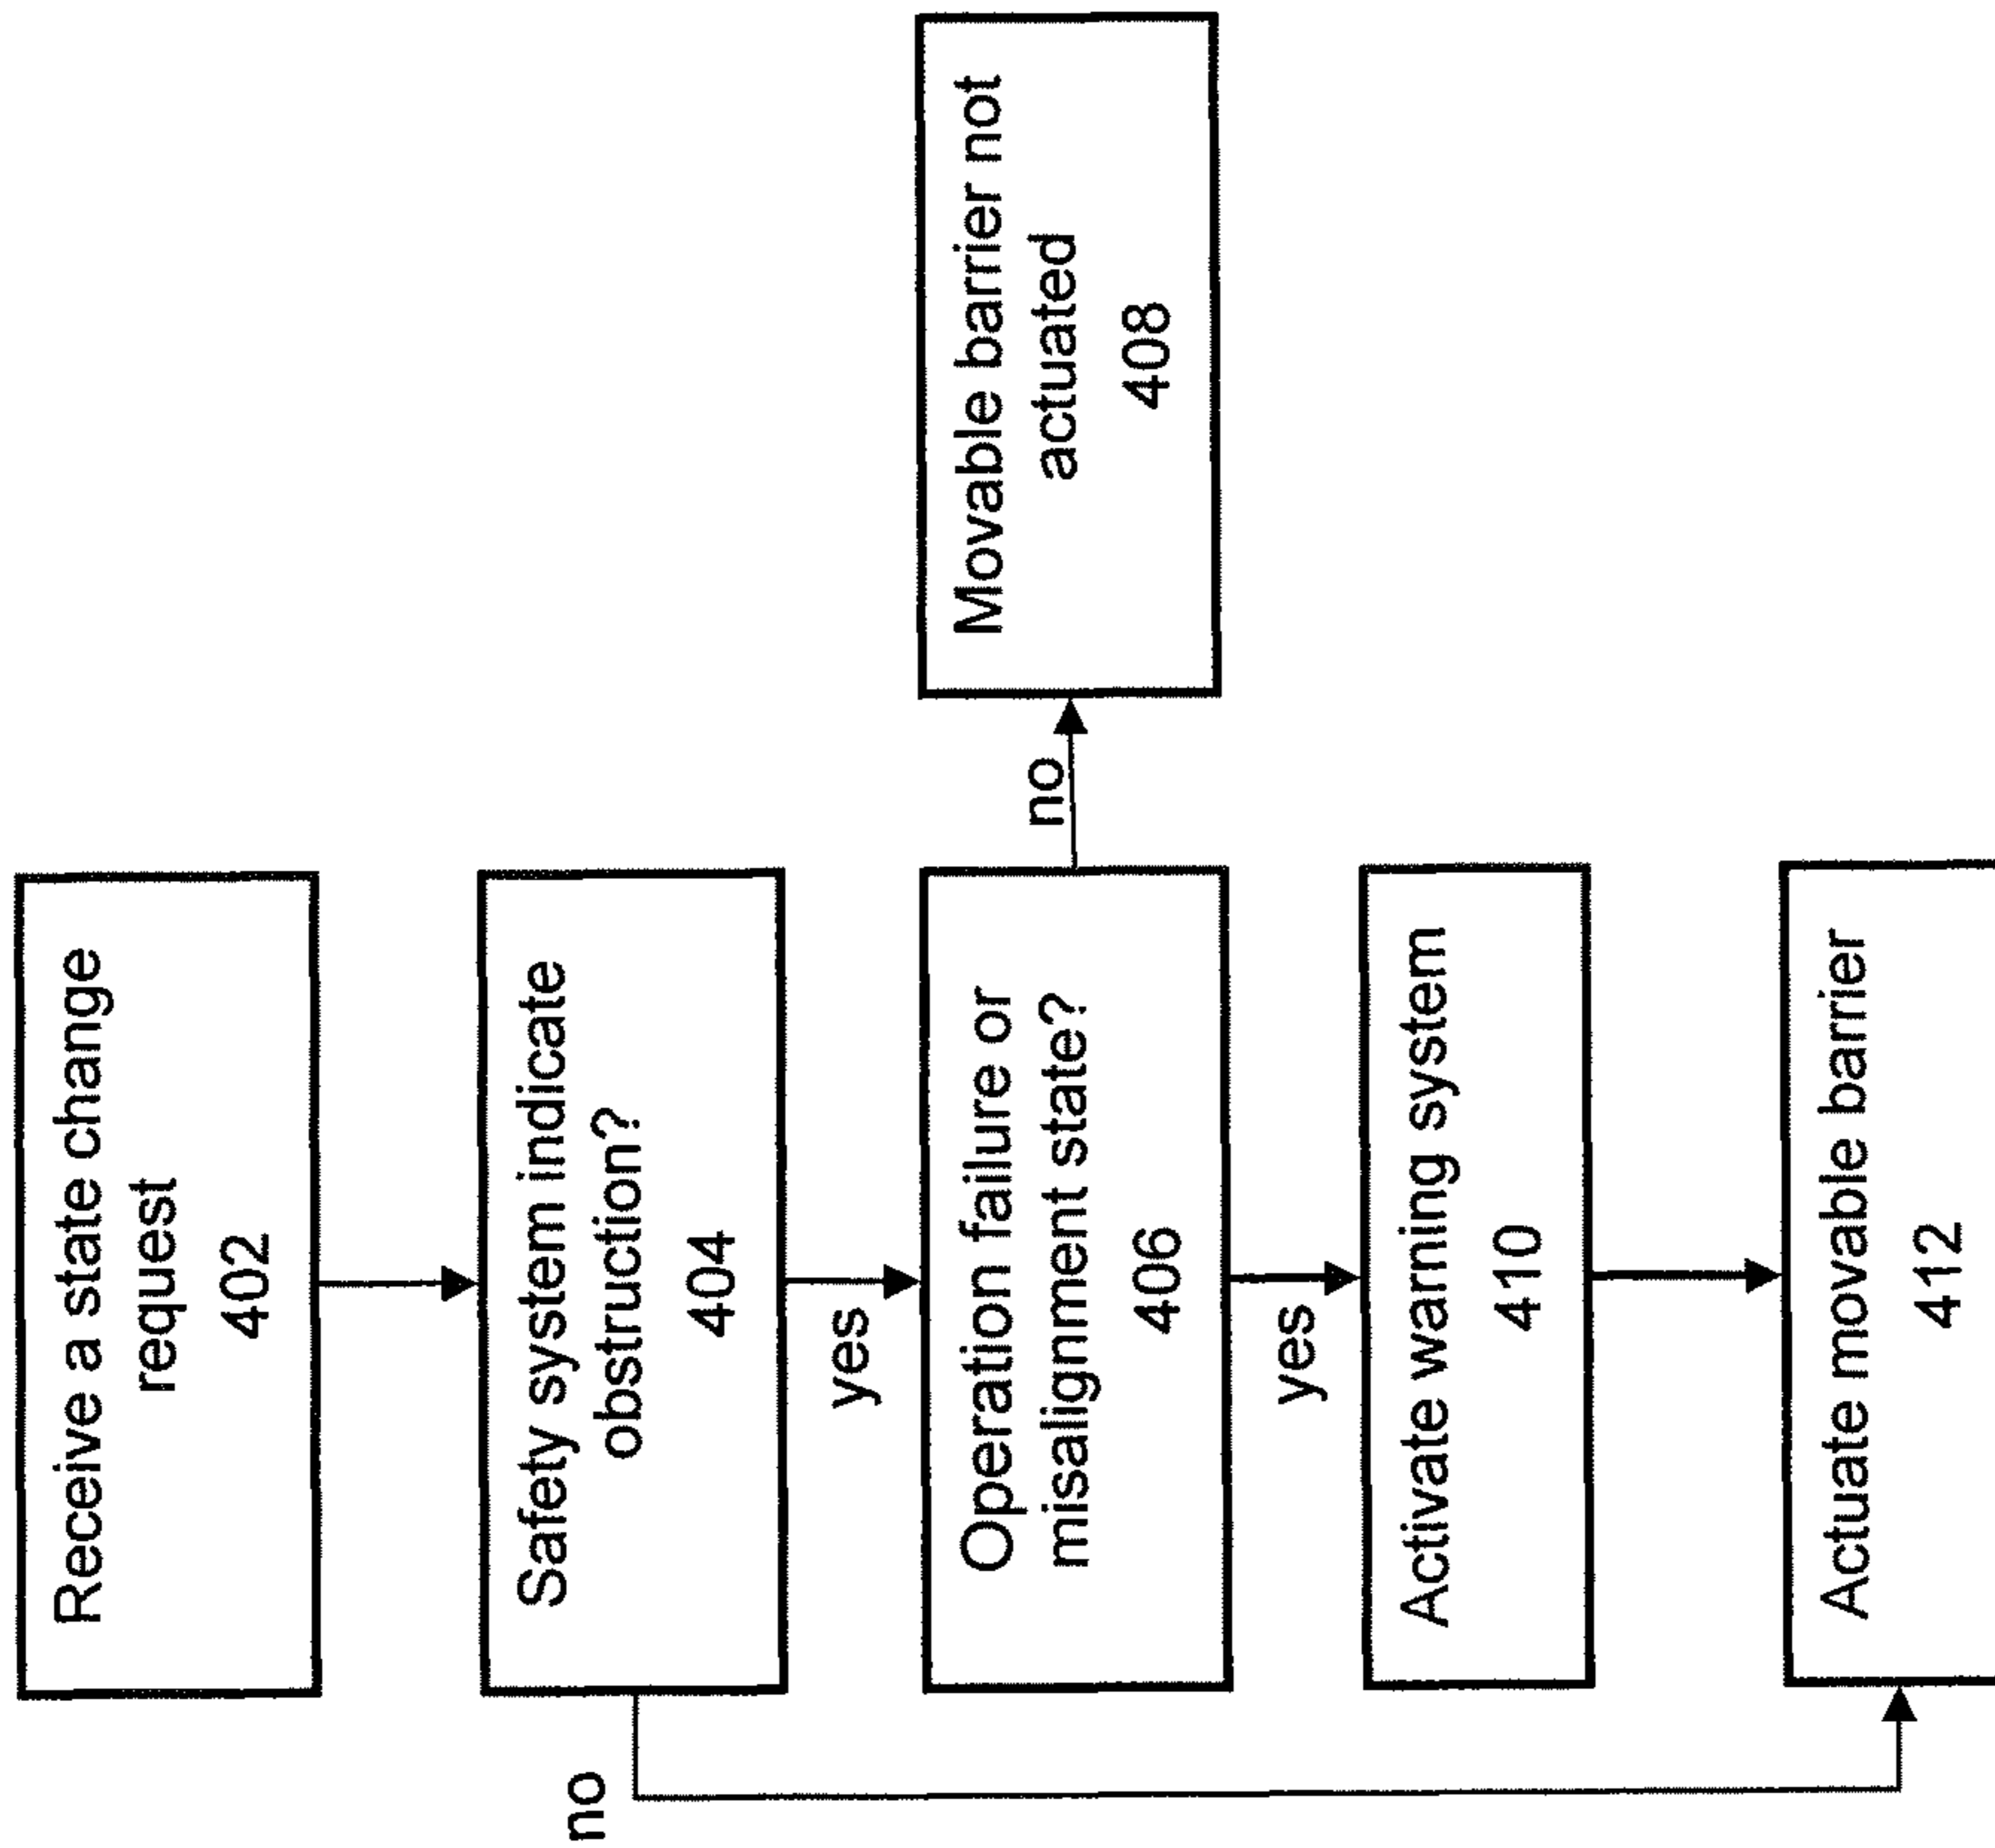 Receive a state change
request
402
Safety system indicate
obstruction?
404
no
yes
Operation failure or
misalignment state?
406
no
Movable barrier not
actuated
408
yes
Activate warning system
410
Actuate movable barrier
412